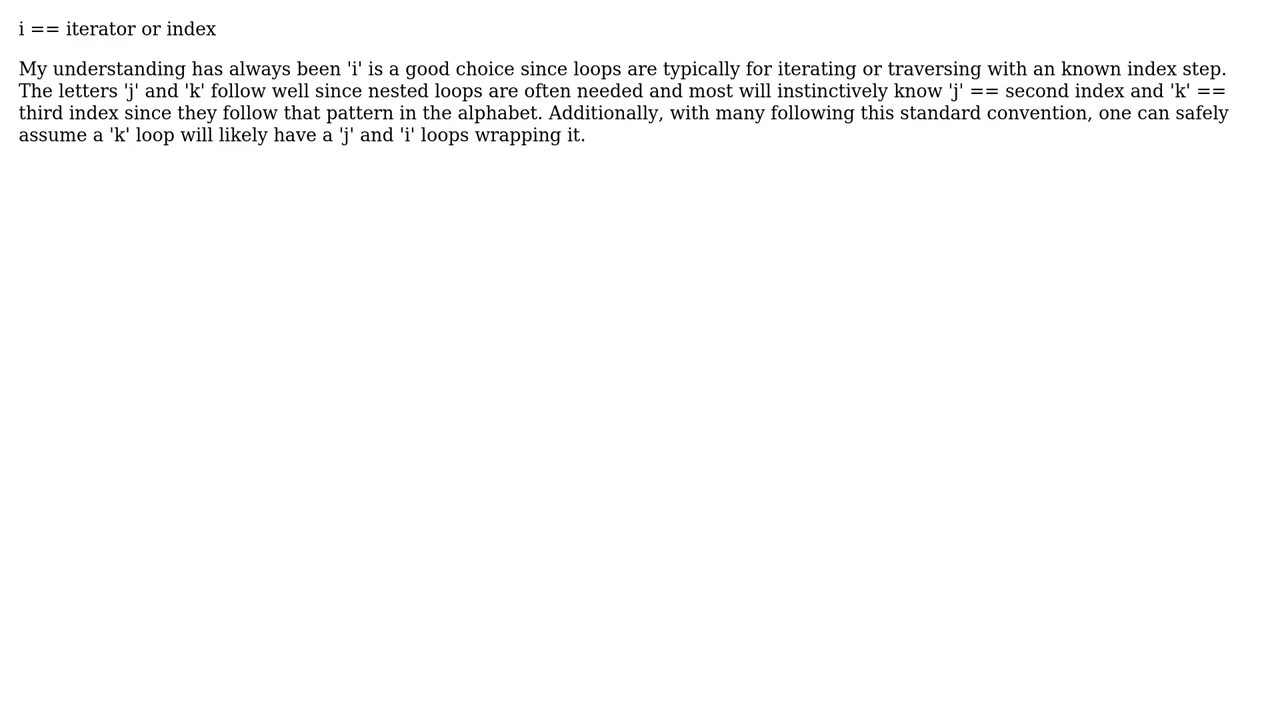 i == iterator or index
My understanding has always been 'i' is a good choice since loops are typically for iterating or traversing with an known index step.
The letters 'j' and 'k' follow well since nested loops are often needed and most will instinctively know 'j' == second index and 'k' ==
third index since they follow that pattern in the alphabet. Additionally, with many following this standard convention, one can safely
assume a 'k' loop will likely have a 'j' and 'i' loops wrapping it.